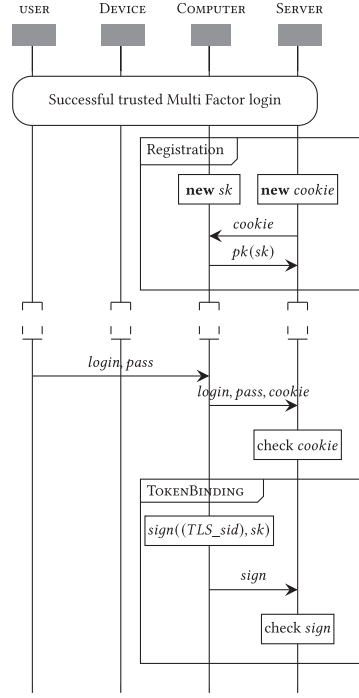 USER DEVICE COMPUTER SERVER
Successful trusted Multi Factor login
Registration
new sk new cookie
cookie
pk(sk)
login, pass
login, pass, cookie
check cookie
TOKENBINDING
sign((TLS_sid), sk)
sign
check sign